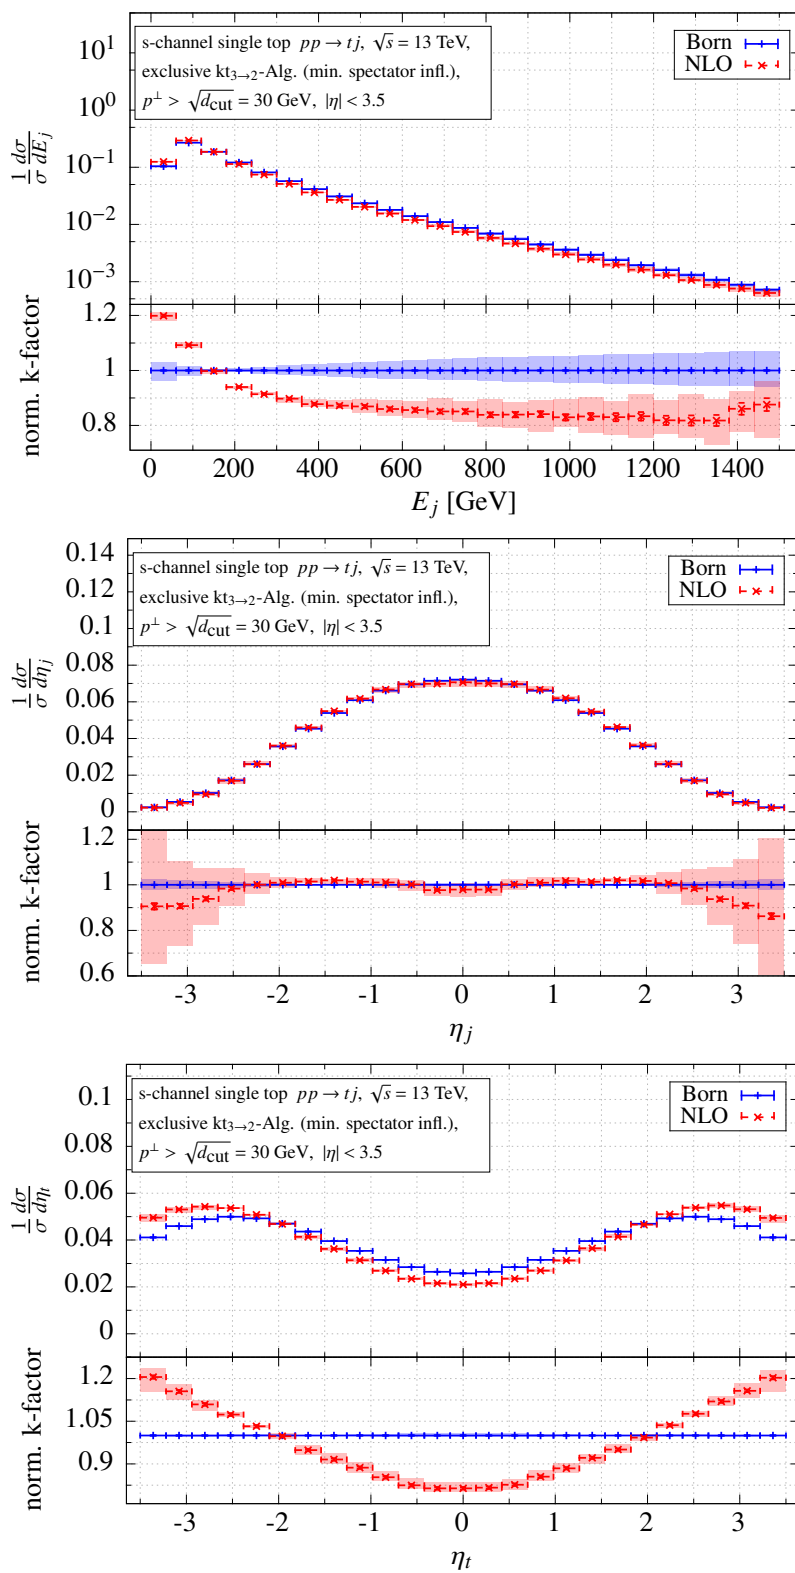 s-channel single top pp → tj, √s = 13 TeV,
exclusive kt3→2-Alg. (min. spectator infl.),
p⊥ > √dcut = 30 GeV, |η| < 3.5
Born
NLO
10^1
10^0
10^-1
10^-2
10^-3
1/σ dσ/dE_j
1.2
1
0.8
norm. k-factor
0 200 400 600 800 1000 1200 1400
E_j [GeV]
s-channel single top pp → tj, √s = 13 TeV,
exclusive kt3→2-Alg. (min. spectator infl.),
p⊥ > √dcut = 30 GeV, |η| < 3.5
Born
NLO
0.14
0.12
0.1
0.08
0.06
0.04
0.02
0
1/σ dσ/dη_j
1.2
1
0.8
0.6
norm. k-factor
-3 -2 -1 0 1 2 3
η_j
s-channel single top pp → tj, √s = 13 TeV,
exclusive kt3→2-Alg. (min. spectator infl.),
p⊥ > √dcut = 30 GeV, |η| < 3.5
Born
NLO
0.1
0.08
0.06
0.04
0.02
0
1/σ dσ/dη_t
1.2
1.05
0.9
norm. k-factor
-3 -2 -1 0 1 2 3
η_t